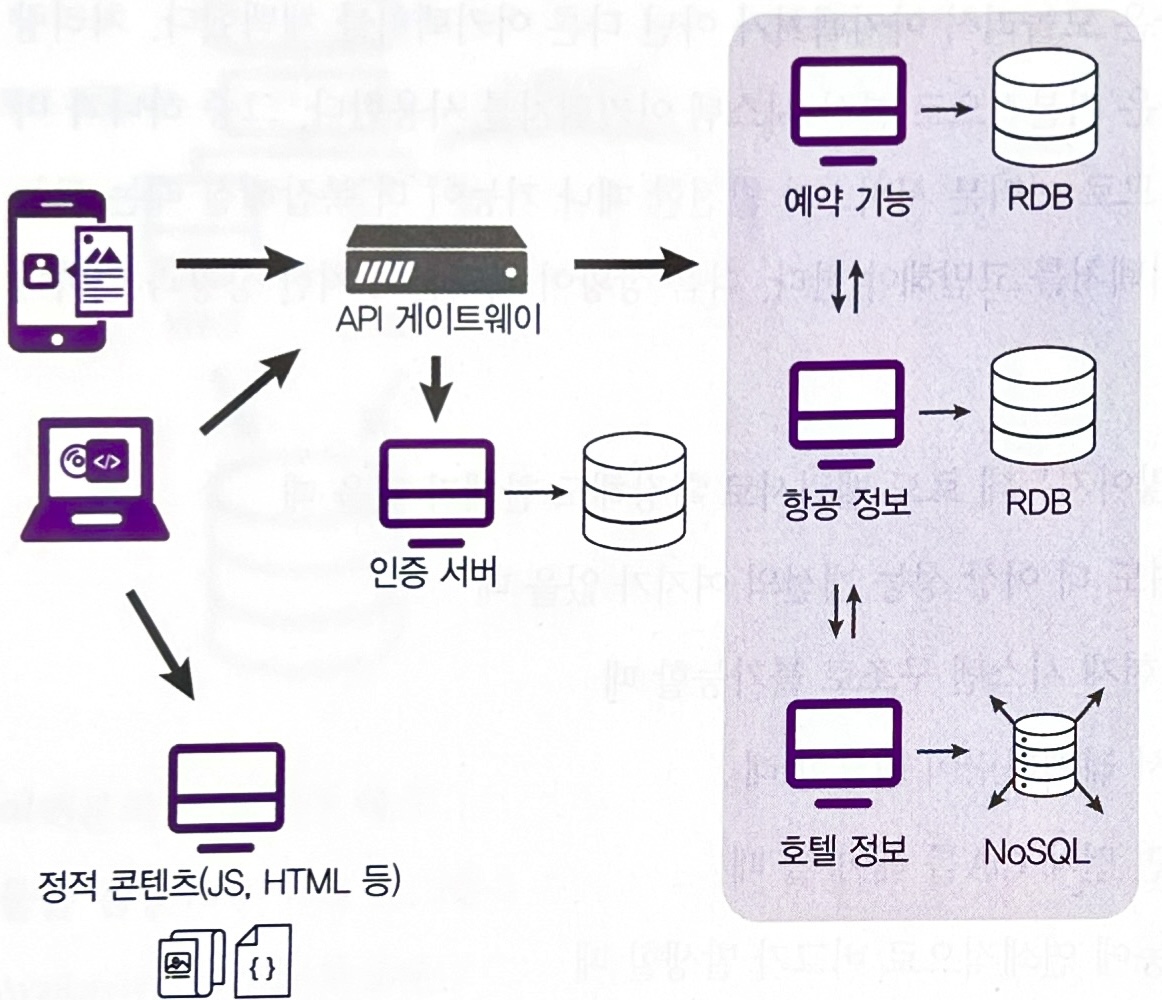 예약 기능
RDB
API 게이트웨이
</>
항공 정보
RDB
인증 서버
호텔 정보
NoSQL
정적 콘텐츠(JS, HTML 등)
{ }